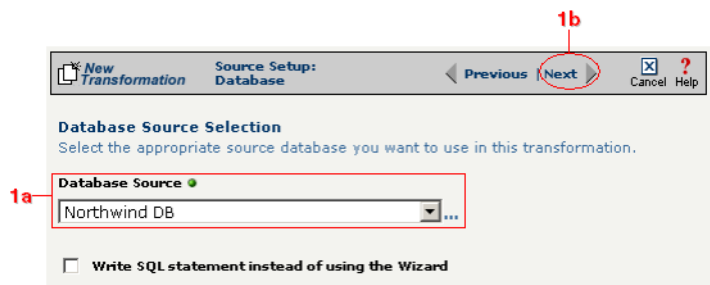 1b
New
Transformation
Source Setup:
Database
Previous | Next
Cancel Help
Database Source Selection
Select the appropriate source database you want to use in this transformation.
1a
Database Source
Northwind DB
...
Write SQL statement instead of using the Wizard